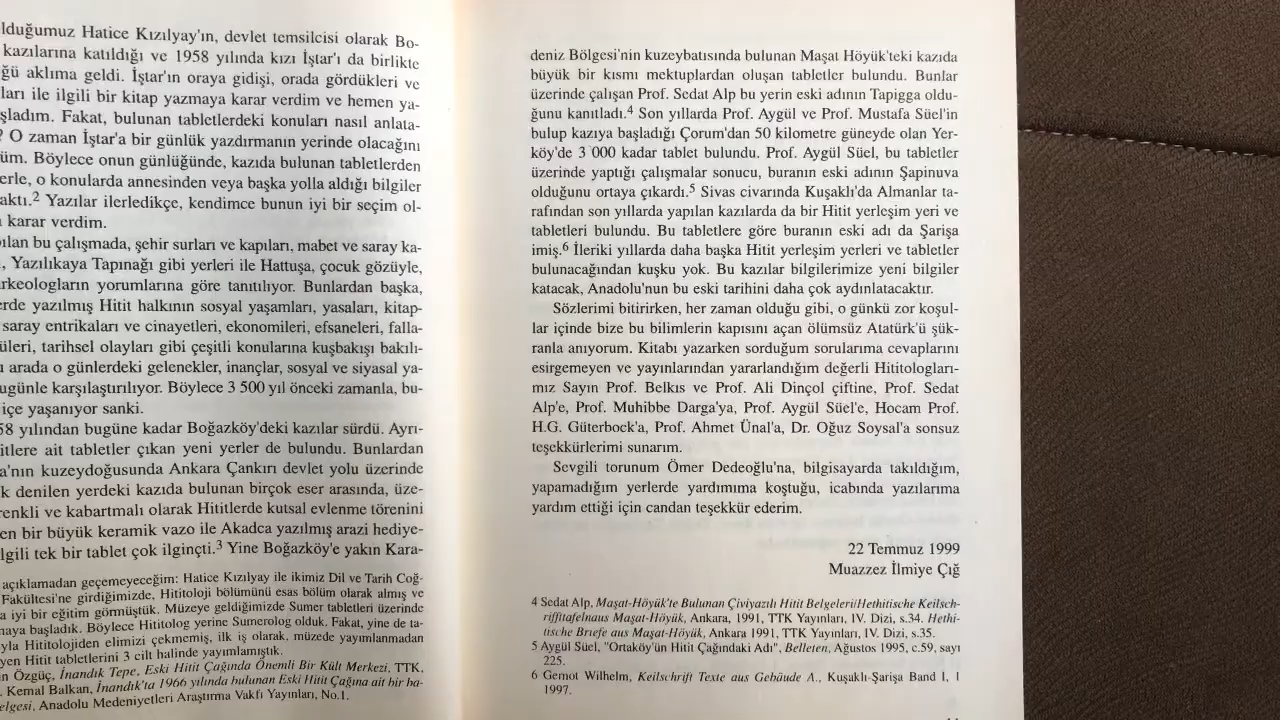 lduğumuz Hatice Kızılyay'ın, devlet temsilcisi olarak Bo-
kazılarına katıldığı ve 1958 yılında kızı İştar'ı da birlikte
ğü aklıma geldi. İştar'ın oraya gidişi, orada gördükleri ve
ları ile ilgili bir kitap yazmaya karar verdim ve hemen ya-
şladım. Fakat, bulunan tabletlerdeki konuları nasıl anlata-
? O zaman İştar'a bir günlük yazdırmanın yerinde olacağını
üm. Böylece onun günlüğünde, kazıda bulunan tabletlerden
erle, o konularda annesinden veya başka yolla aldığı bilgiler
aktı.2 Yazılar ilerledikçe, kendimce bunun iyi bir seçim ol-
karar verdim.
ılan bu çalışmada, şehir surları ve kapıları, mabet ve saray ka-
, Yazılıkaya Tapınağı gibi yerleri ile Hattuşa, çocuk gözüyle,
rkeologların yorumlarına göre tanıtılıyor. Bunlardan başka,
erde yazılmış Hitit halkının sosyal yaşamları, yasaları, kitap-
saray entrikaları ve cinayetleri, ekonomileri, efsaneleri, falla-
üleri, tarihsel olayları gibi çeşitli konularına kuşbakışı bakılı-
u arada o günlerdeki gelenekler, inançlar, sosyal ve siyasal ya-
ugünle karşılaştırılıyor. Böylece 3 500 yıl önceki zamanla, bu-
içe yaşanıyor sanki.
58 yılından bugüne kadar Boğazköy'deki kazılar sürdü. Ayrı-
itlere ait tabletler çıkan yeni yerler de bulundu. Bunlardan
a'nın kuzeydoğusunda Ankara Çankırı devlet yolu üzerinde
k denilen yerdeki kazıda bulunan birçok eser arasında, üze-
renkli ve kabartmalı olarak Hititlerde kutsal evlenme törenini
en bir büyük keramik vazo ile Akadca yazılmış arazi hediye-
lgili tek bir tablet çok ilginçti.3 Yine Boğazköy'e yakın Kara-
açıklamadan geçemeyeceğim: Hatice Kızılyay ile ikimiz Dil ve Tarih Coğ-
Fakültesi'ne girdiğimizde, Hititoloji bölümünü esas bölüm olarak almış ve
a iyi bir eğitim görmüştük. Müzeye geldiğimizde Sumer tabletleri üzerinde
maya başladık. Böylece Hititolog yerine Sumerolog olduk. Fakat, yine de ta-
yla Hititolojiden elimizi çekmemiş, ilk iş olarak, müzede yayımlanmadan
yen Hitit tabletlerini 3 cilt halinde yayımlamıştık.
n Özgüç, İnandık Tepe, Eski Hitit Çağında Önemli Bir Kült Merkezi, TTK,
. Kemal Balkan, İnandık'ta 1966 yılında bulunan Eski Hitit Çağına ait bir ba-
elgesi, Anadolu Medeniyetleri Araştırma Vakfı Yayınları, No.1.
deniz Bölgesi'nin kuzeybatısında bulunan Maşat Höyük'teki kazıda
büyük bir kısmı mektuplardan oluşan tabletler bulundu. Bunlar
üzerinde çalışan Prof. Sedat Alp bu yerin eski adının Tapigga oldu-
ğunu kanıtladı.4 Son yıllarda Prof. Aygül ve Prof. Mustafa Süel'in
bulup kazıya başladığı Çorum'dan 50 kilometre güneyde olan Yer-
köy'de 3 000 kadar tablet bulundu. Prof. Aygül Süel, bu tabletler
üzerinde yaptığı çalışmalar sonucu, buranın eski adının Şapinuva
olduğunu ortaya çıkardı.5 Sivas civarında Kuşaklı'da Almanlar ta-
rafından son yıllarda yapılan kazılarda da bir Hitit yerleşim yeri ve
tabletleri bulundu. Bu tabletlere göre buranın eski adı da Şarişa
imiş.6 İleriki yıllarda daha başka Hitit yerleşim yerleri ve tabletler
bulunacağından kuşku yok. Bu kazılar bilgilerimize yeni bilgiler
katacak, Anadolu'nun bu eski tarihini daha çok aydınlatacaktır.
Sözlerimi bitirirken, her zaman olduğu gibi, o günkü zor koşul-
lar içinde bize bu bilimlerin kapısını açan ölümsüz Atatürk'ü şük-
ranla anıyorum. Kitabı yazarken sorduğum sorularıma cevaplarını
esirgemeyen ve yayınlarından yararlandığım değerli Hititologları-
mız Sayın Prof. Belkıs ve Prof. Ali Dinçol çiftine, Prof. Sedat
Alp'e, Prof. Muhibbe Darga'ya, Prof. Aygül Süel'e, Hocam Prof.
H.G. Güterbock'a, Prof. Ahmet Ünal'a, Dr. Oğuz Soysal'a sonsuz
teşekkürlerimi sunarım.
Sevgili torunum Ömer Dedeoğlu'na, bilgisayarda takıldığım,
yapamadığım yerlerde yardımıma koştuğu, icabında yazılarıma
yardım ettiği için candan teşekkür ederim.
22 Temmuz 1999
Muazzez İlmiye Çığ
4 Sedat Alp, Maşat-Höyük'te Bulunan Çiviyazılı Hitit Belgeleri/Hethitische Keilsch-
rifftafelnaus Maşat-Höyük, Ankara, 1991, TTK Yayınları, IV. Dizi, s.34. Hethi-
tische Briefe aus Maşat-Höyük, Ankara 1991, TTK Yayınları, IV. Dizi, s.35.
5 Aygül Süel, "Ortaköy'ün Hitit Çağındaki Adı", Belleten, Ağustos 1995, c.59, sayı
225.
6 Gernot Wilhelm, Keilschrift Texte aus Gebäude A., Kuşaklı-Şarişa Band I, 1
1997.